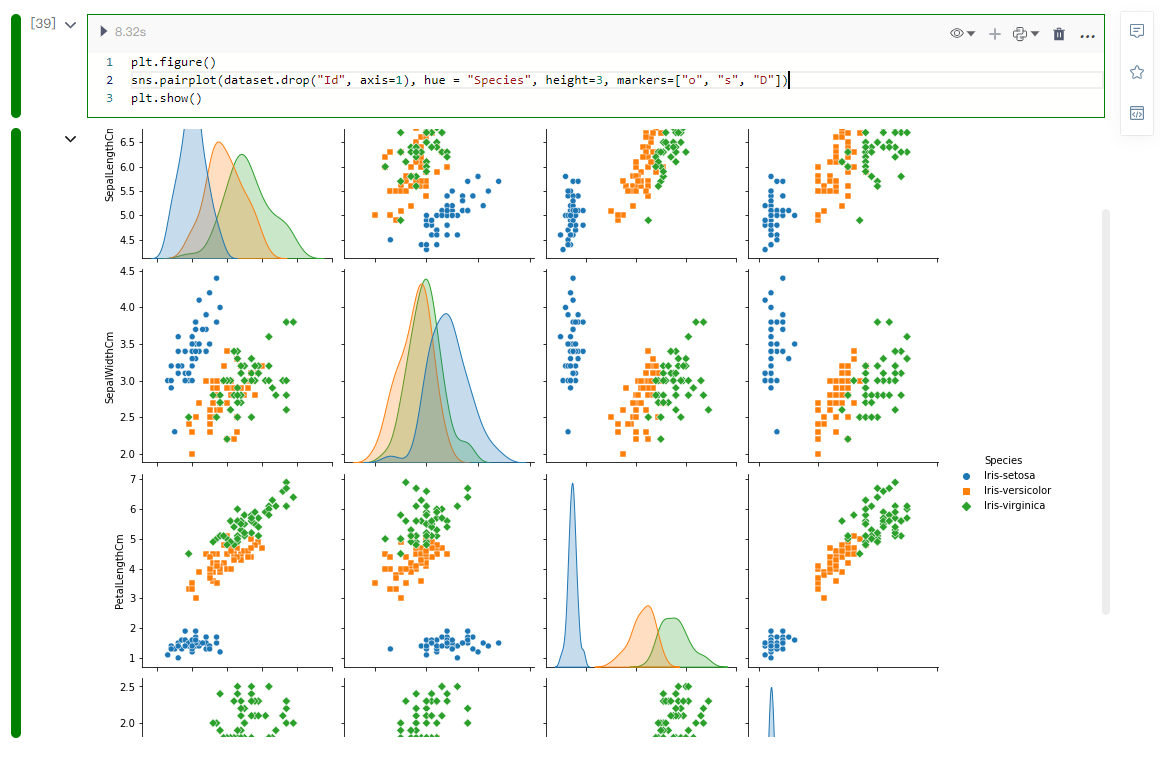 [39]
8.32s
1 plt.figure()
2 sns.pairplot(dataset.drop("Id", axis=1), hue = "Species", height=3, markers=["o", "s", "D"])
3 plt.show()
SepalLengthCm
6.5
6.0
5.5
5.0
4.5
SepalWidthCm
4.5
4.0
3.5
3.0
2.5
2.0
Species
Iris-setosa
Iris-versicolor
Iris-virginica
PetalLengthCm
7
6
5
4
3
2
1
2.5
2.0